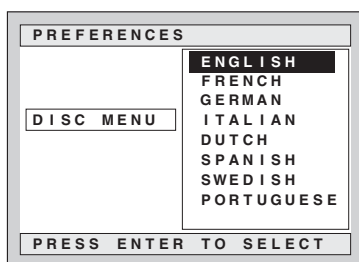 PREFERENCES
DISC MENU
ENGLISH
FRENCH
GERMAN
ITALIAN
DUTCH
SPANISH
SWEDISH
PORTUGUESE
PRESS ENTER TO SELECT